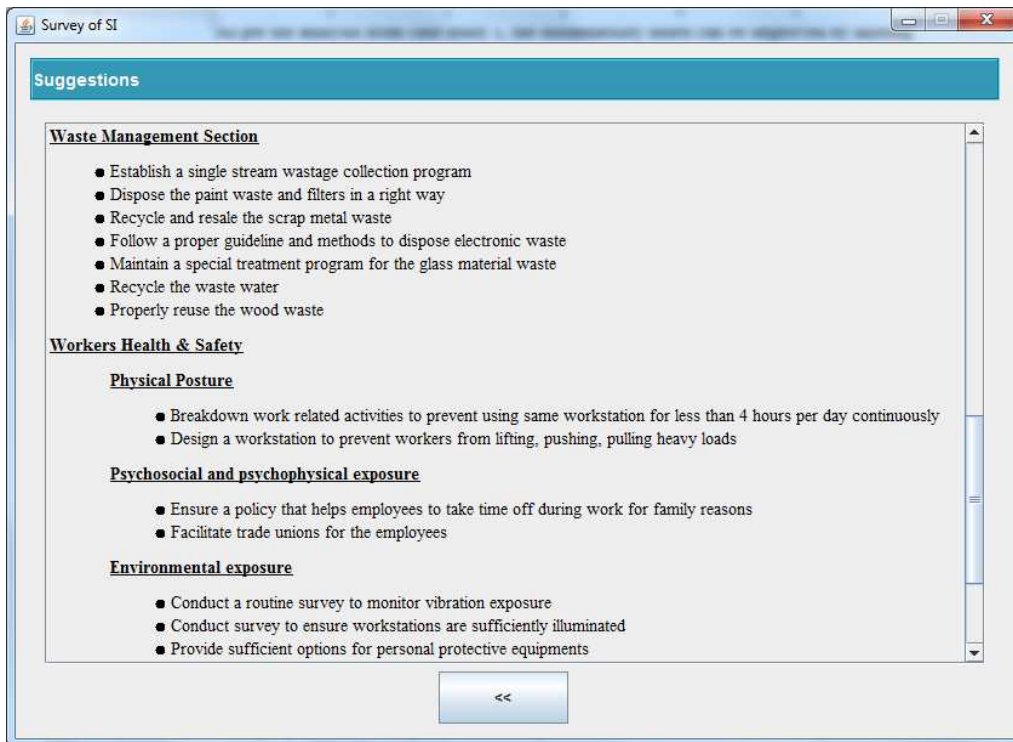 Survey of SI
Suggestions
Waste Management Section
Establish a single stream wastage collection program
Dispose the paint waste and filters in a right way
Recycle and resale the scrap metal waste
Follow a proper guideline and methods to dispose electronic waste
Maintain a special treatment program for the glass material waste
Recycle the waste water
Properly reuse the wood waste
Workers Health & Safety
Physical Posture
Breakdown work related activities to prevent using same workstation for less than 4 hours per day continuously
Design a workstation to prevent workers from lifting, pushing, pulling heavy loads
Psychosocial and psychophysical exposure
Ensure a policy that helps employees to take time off during work for family reasons
Facilitate trade unions for the employees
Environmental exposure
Conduct a routine survey to monitor vibration exposure
Conduct survey to ensure workstations are sufficiently illuminated
Provide sufficient options for personal protective equipments
<<